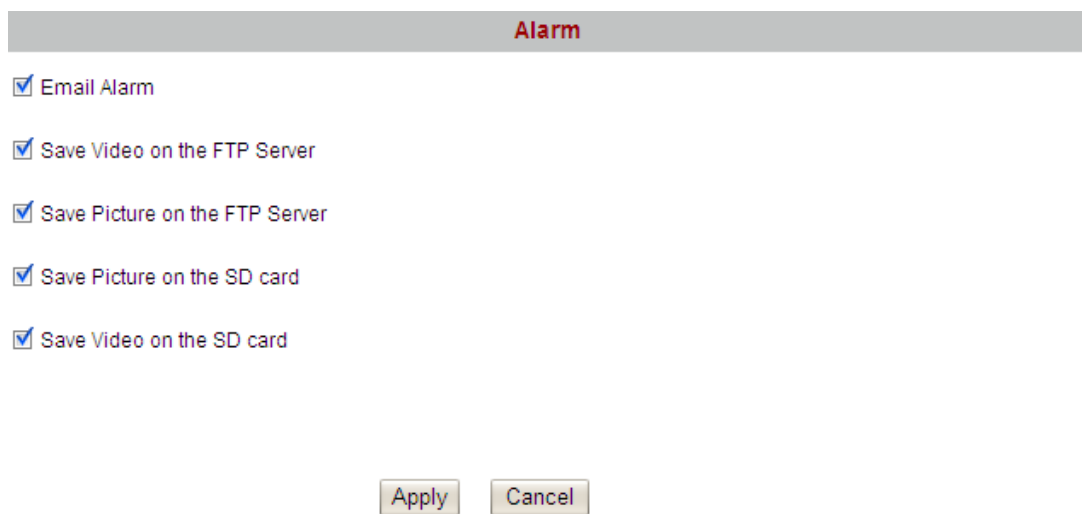 Alarm
Email Alarm
Save Video on the FTP Server
Save Picture on the FTP Server
Save Picture on the SD card
Save Video on the SD card
Apply Cancel